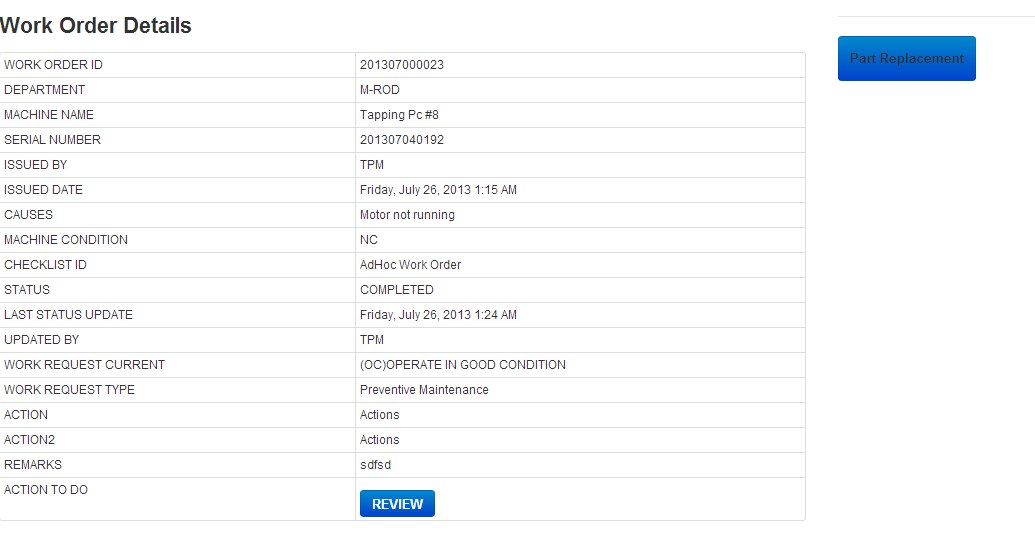 Work Order Details
Part Replacement
WORK ORDER ID 201307000023
DEPARTMENT M-ROD
MACHINE NAME Tapping Pc #8
SERIAL NUMBER 201307040192
ISSUED BY TPM
ISSUED DATE Friday, July 26, 2013 1:15 AM
CAUSES Motor not running
MACHINE CONDITION NC
CHECKLIST ID AdHoc Work Order
STATUS COMPLETED
LAST STATUS UPDATE Friday, July 26, 2013 1:24 AM
UPDATED BY TPM
WORK REQUEST CURRENT (OC)OPERATE IN GOOD CONDITION
WORK REQUEST TYPE Preventive Maintenance
ACTION Actions
ACTION2 Actions
REMARKS sdfsd
ACTION TO DO REVIEW